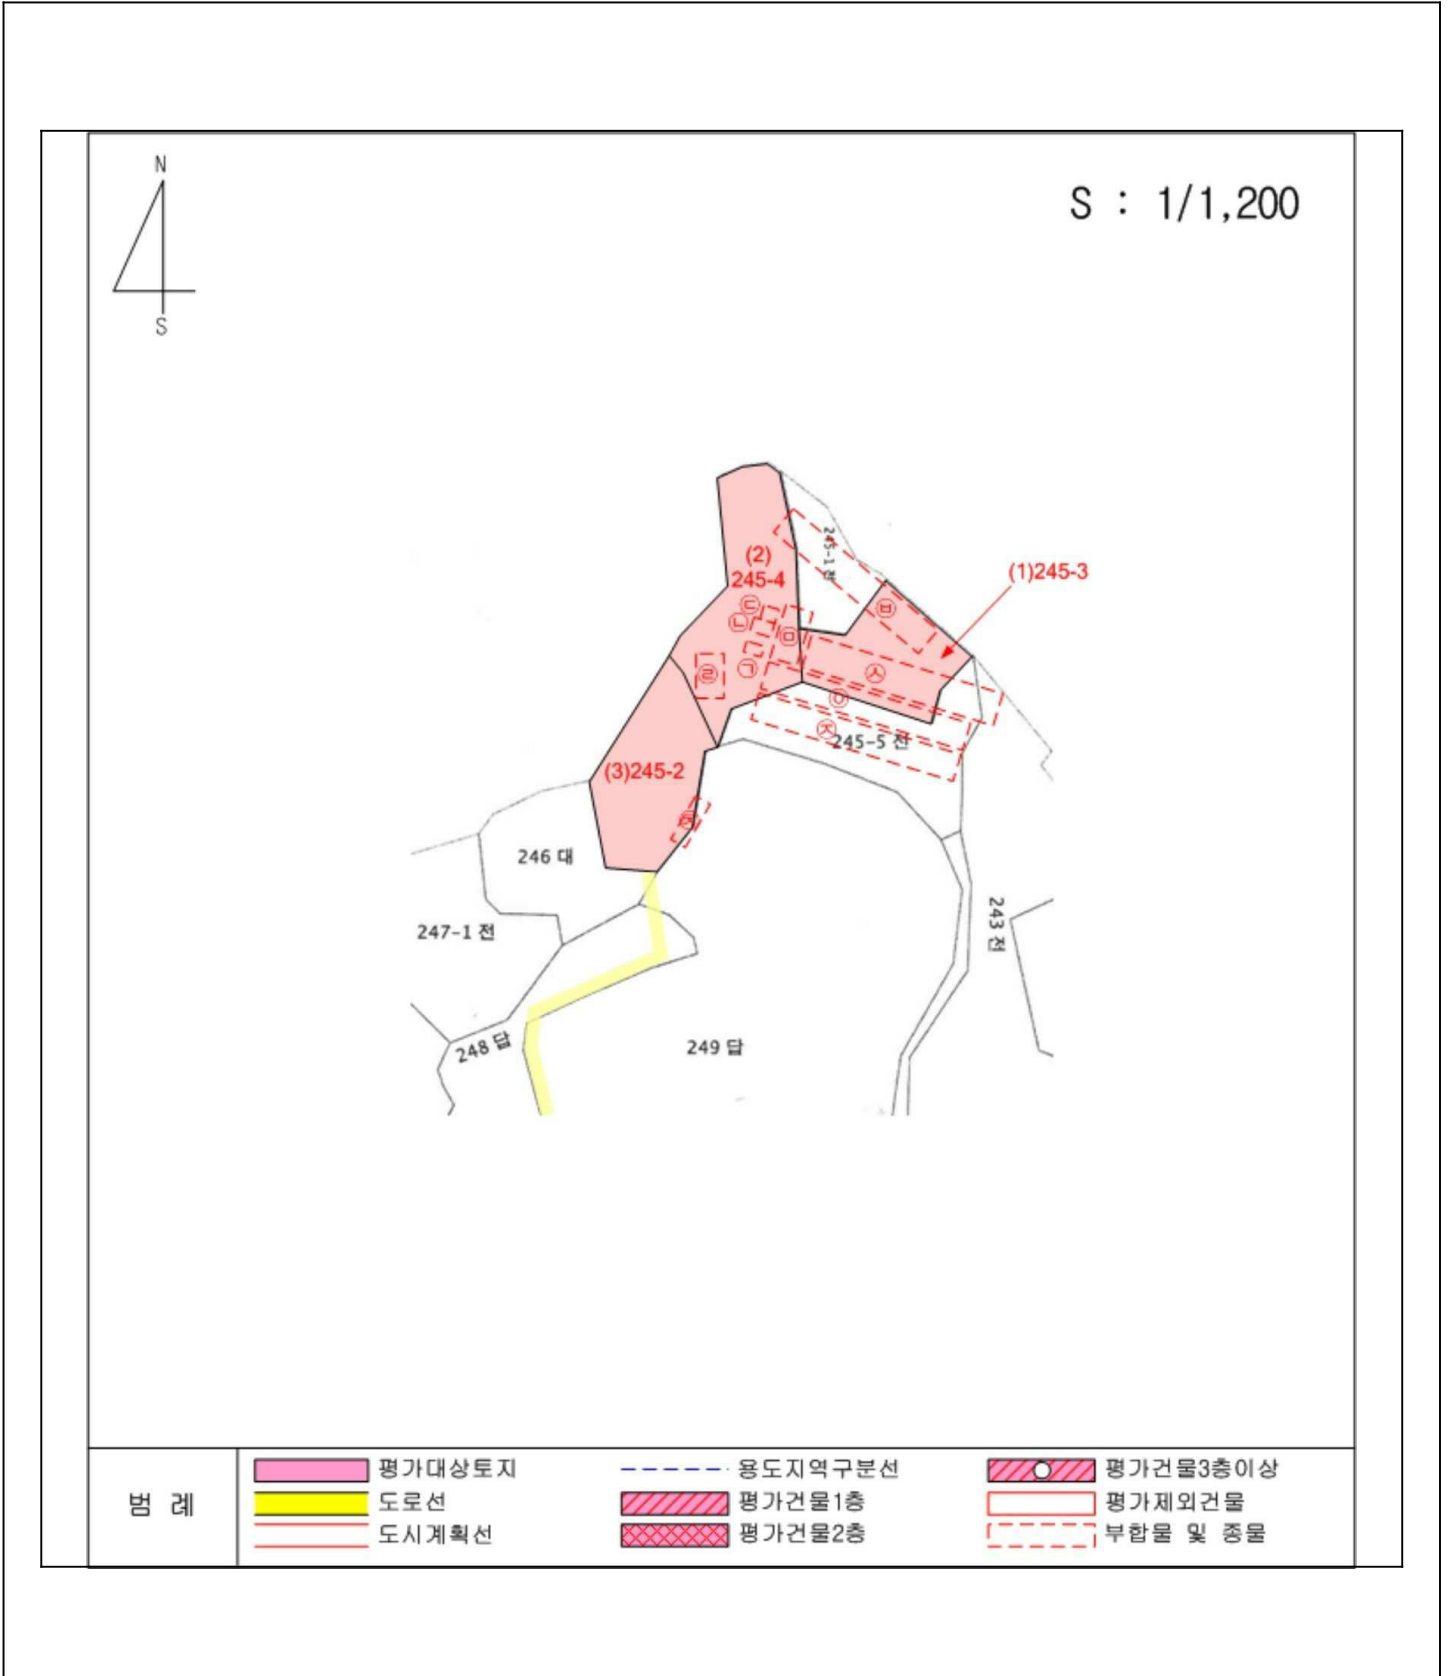 N
S : 1/1,200
S
245-1 전
(2)
245-4
(1)245-3
㉢
㉡
㉥
㉤
㉣
㉠
㉦
㉧
㉨
245-5 전
(3)245-2
246 대
247-1 전
243 전
248 답
249 답
범 례
평가대상토지
용도지역구분선
평가건물3층이상
도로선
평가건물1층
평가제외건물
도시계획선
평가건물2층
부합물 및 종물